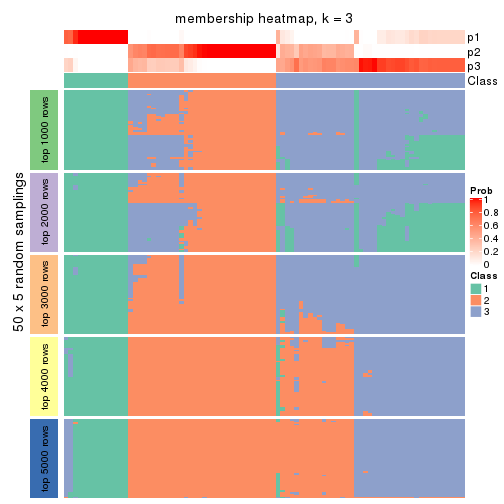 membership heatmap, k = 3
p1
p2
p3
Class
50 x 5 random samplings
top 1000 rows
top 2000 rows
top 3000 rows
top 4000 rows
top 5000 rows
Prob
1
0.8
0.6
0.4
0.2
0
Class
1
2
3